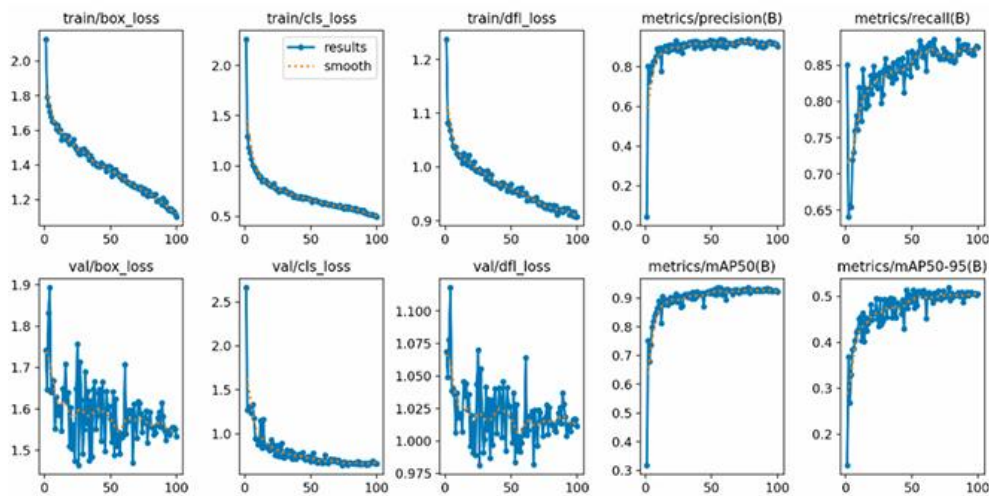 train/box_loss
train/cls_loss
train/dfl_loss
metrics/precision(B)
metrics/recall(B)
2.0
1.8
1.6
1.4
1.2
0 50 100
2.0
1.5
1.0
0.5
results
smooth
0 50 100
1.2
1.1
1.0
0.9
0 50 100
0.8
0.6
0.4
0.2
0.0
0 50 100
0.85
0.80
0.75
0.70
0.65
0 50 100
val/box_loss
val/cls_loss
val/dfl_loss
metrics/mAP50(B)
metrics/mAP50-95(B)
1.9
1.8
1.7
1.6
1.5
0 50 100
2.5
2.0
1.5
1.0
0 50 100
1.100
1.075
1.050
1.025
1.000
0.975
0 50 100
0.9
0.8
0.7
0.6
0.5
0.4
0.3
0 50 100
0.5
0.4
0.3
0.2
0 50 100